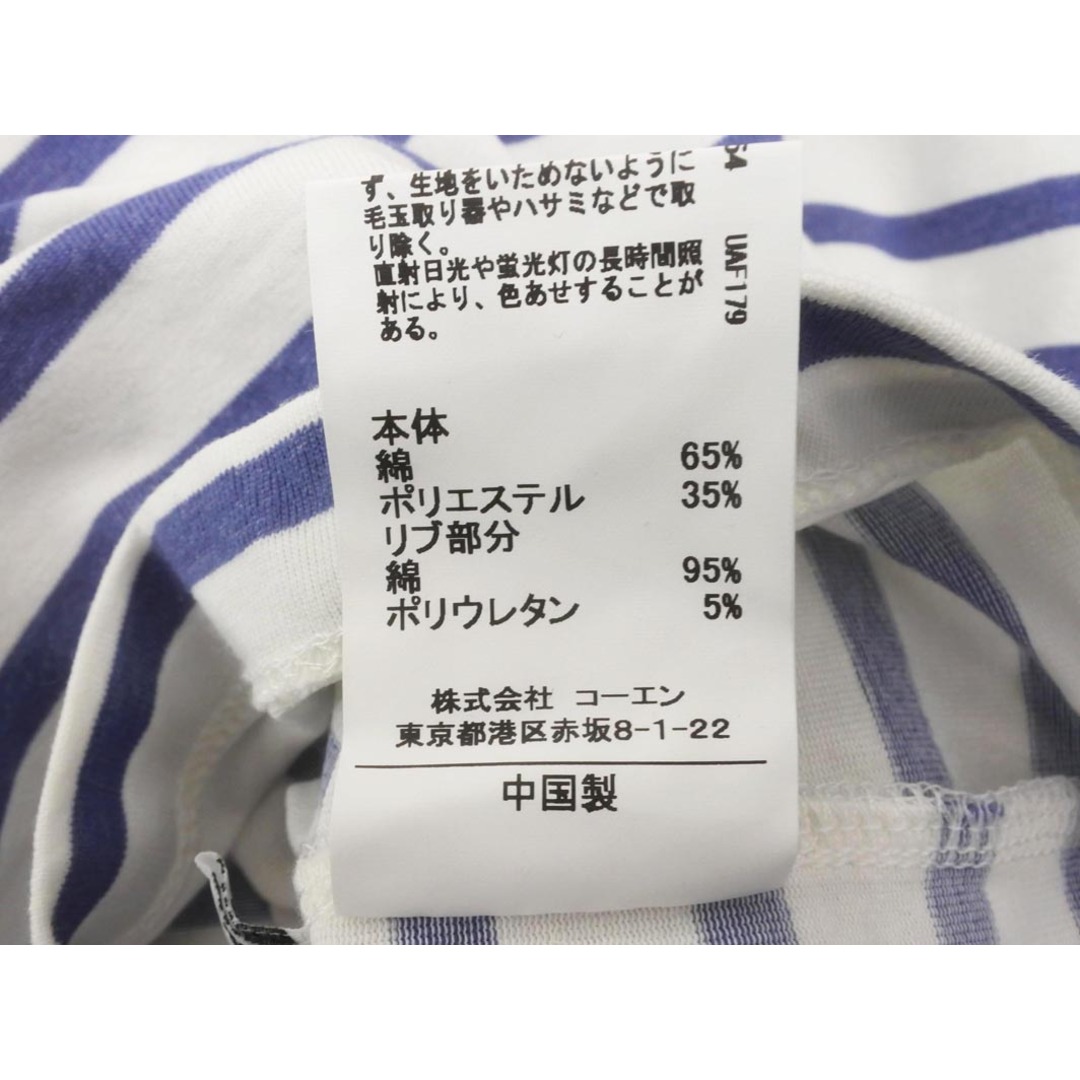 ず、生地をいためないように
毛玉取り器やハサミなどで取
り除く。
直射日光や蛍光灯の長時間照
射により、色あせすることが
ある。
64 UAF179
本体
綿 65%
ポリエステル 35%
リブ部分
綿 95%
ポリウレタン 5%
株式会社 コーエン
東京都港区赤坂8-1-22
中国製